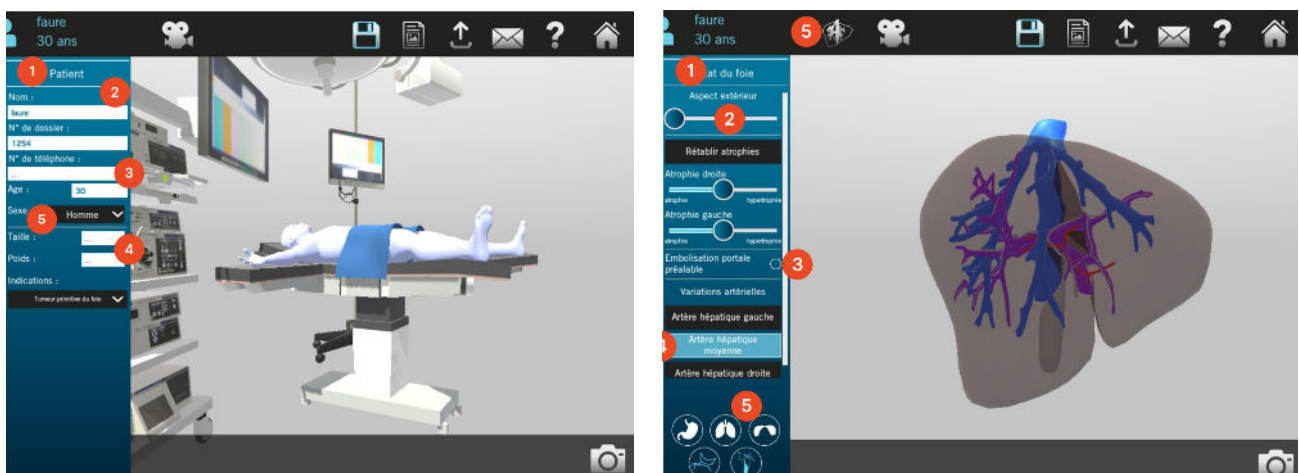 faure
30 ans
?
1 Patient
2
Nom :
faure
N° de dossier :
1254
N° de téléphone :
...
3
Age : 30
Sexe 5 Homme
Taille : ...
4
Poids : ...
Indications :
Tumeur primitive du foie
faure
30 ans
5
?
1 tat du foie
Aspect extérieur
2
Rétablir atrophies
Atrophie droite
atrophie hypertrophie
Atrophie gauche
atrophie hypertrophie
Embolisation portale
préalable
3
Variations artérielles
Artère hépatique gauche
4
Artère hépatique
moyenne
Artère hépatique droite
5